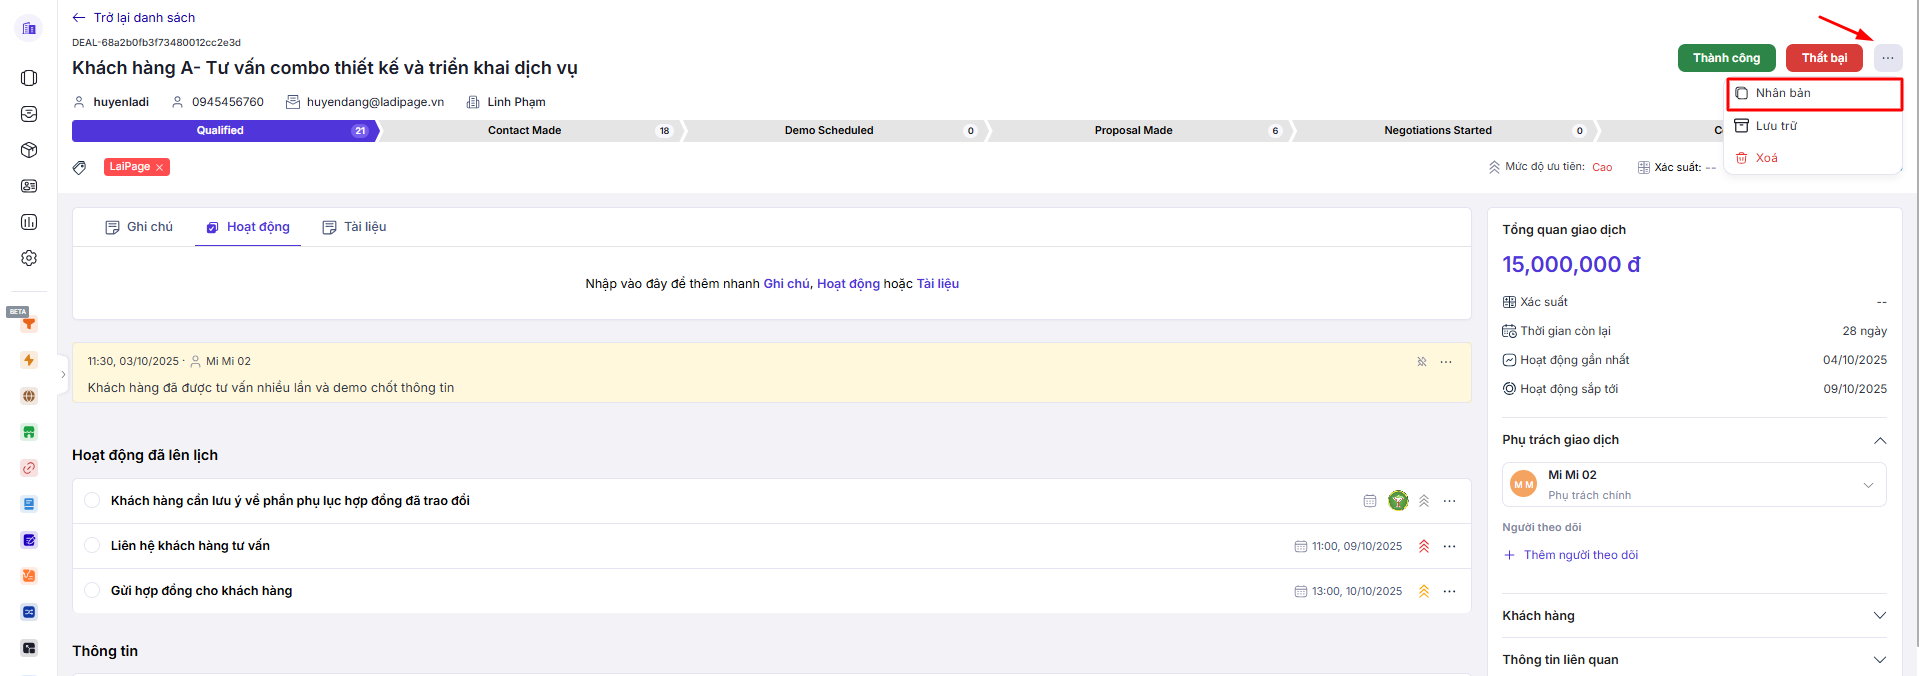 Trở lại danh sách
DEAL-68a2b0fb3f73480012cc2e3d
Khách hàng A- Tư vấn combo thiết kế và triển khai dịch vụ
Thành công
Thất bại
huyenladi
0945456760
huyendang@ladipage.vn
Linh Phạm
Nhân bản
Lưu trữ
Xoá
Qualified 21
Contact Made 18
Demo Scheduled 0
Proposal Made 6
Negotiations Started 0
LaiPage
Mức độ ưu tiên: Cao
Xác suất: --
BETA
Ghi chú
Hoạt động
Tài liệu
Nhập vào đây để thêm nhanh Ghi chú, Hoạt động hoặc Tài liệu
11:30, 03/10/2025 · Mi Mi 02
Khách hàng đã được tư vấn nhiều lần và demo chốt thông tin
Hoạt động đã lên lịch
Khách hàng cần lưu ý về phần phụ lục hợp đồng đã trao đổi
Liên hệ khách hàng tư vấn
11:00, 09/10/2025
Gửi hợp đồng cho khách hàng
13:00, 10/10/2025
Thông tin
Tổng quan giao dịch
15,000,000 đ
Xác suất --
Thời gian còn lại 28 ngày
Hoạt động gần nhất 04/10/2025
Hoạt động sắp tới 09/10/2025
Phụ trách giao dịch
M M
Mi Mi 02
Phụ trách chính
Người theo dõi
Thêm người theo dõi
Khách hàng
Thông tin liên quan